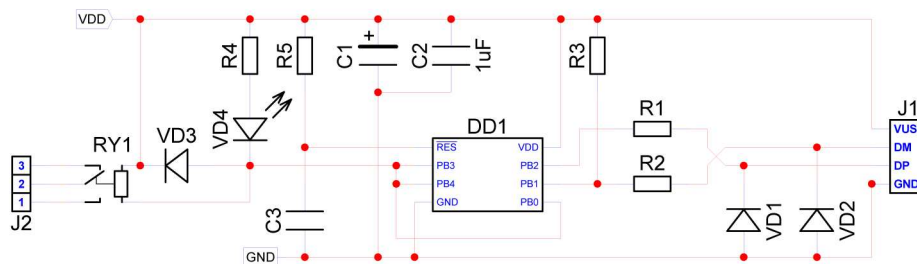 VDD
R4
R5
C1
+
C2
1uF
R3
J1
VUS
DM
DP
GND
R1
R2
DD1
RES
PB3
PB4
GND
VDD
PB2
PB1
PB0
VD4
VD3
RY1
3
2
1
J2
C3
VD1
VD2
GND